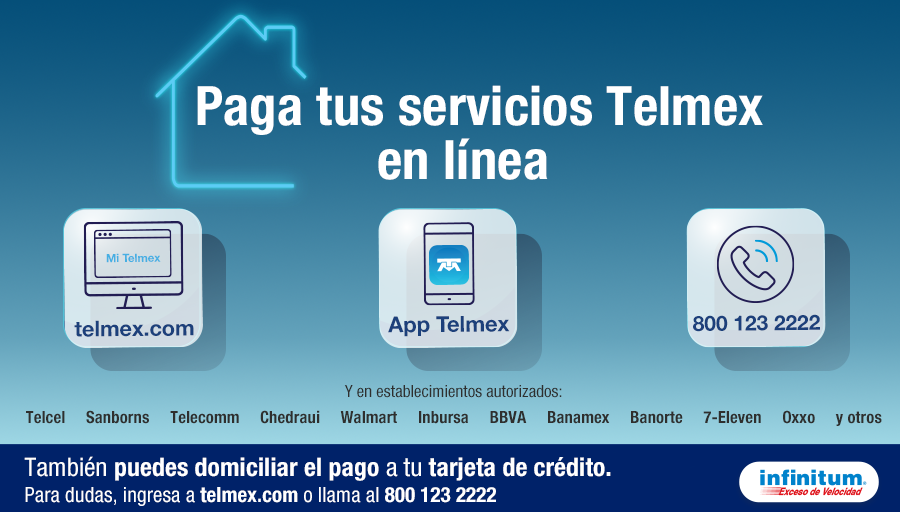 Paga tus servicios Telmex
en línea
Mi Telmex
telmex.com
App Telmex
800 123 2222
Y en establecimientos autorizados:
Telcel Sanborns Telecomm Chedraui Walmart Inbursa BBVA Banamex Banorte 7-Eleven Oxxo y otros
También puedes domiciliar el pago a tu tarjeta de crédito.
Para dudas, ingresa a telmex.com o llama al 800 123 2222
infinitum®
Exceso de Velocidad